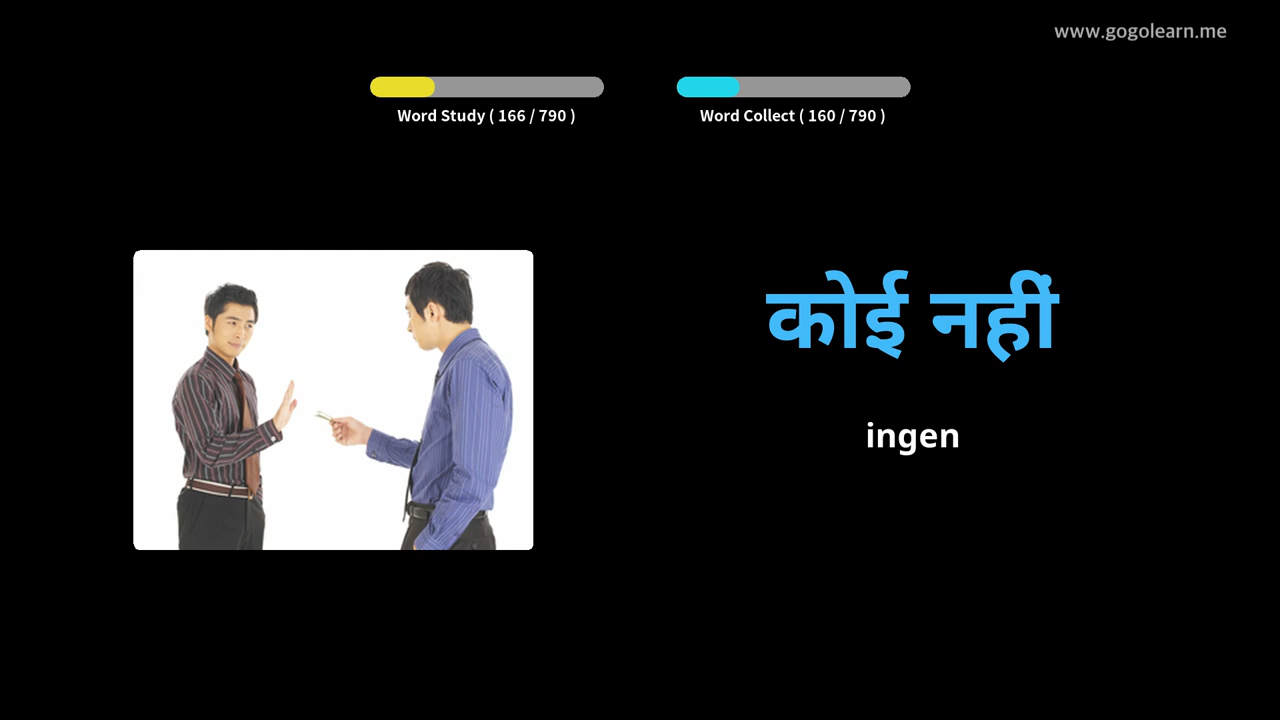 www.gogolearn.me
Word Study ( 166 / 790 )
Word Collect ( 160 / 790 )
कोई नहीं
ingen